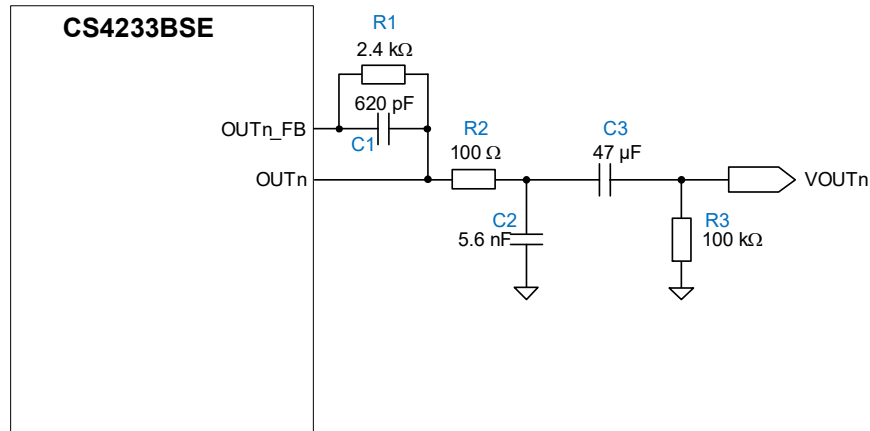 CS4233BSE
R1
2.4 kΩ
620 pF
OUTn_FB
C1
R2
100 Ω
C3
47 µF
OUTn
VOUTn
C2
5.6 nF
R3
100 kΩ